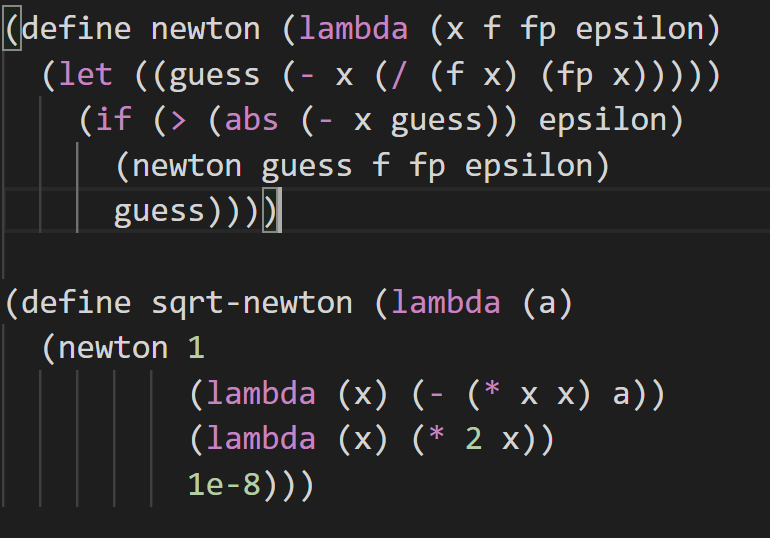 (define newton (lambda (x f fp epsilon)
  (let ((guess (- x (/ (f x) (fp x)))))
    (if (> (abs (- x guess)) epsilon)
      (newton guess f fp epsilon)
      guess))))

(define sqrt-newton (lambda (a)
  (newton 1
          (lambda (x) (- (* x x) a))
          (lambda (x) (* 2 x))
          1e-8)))